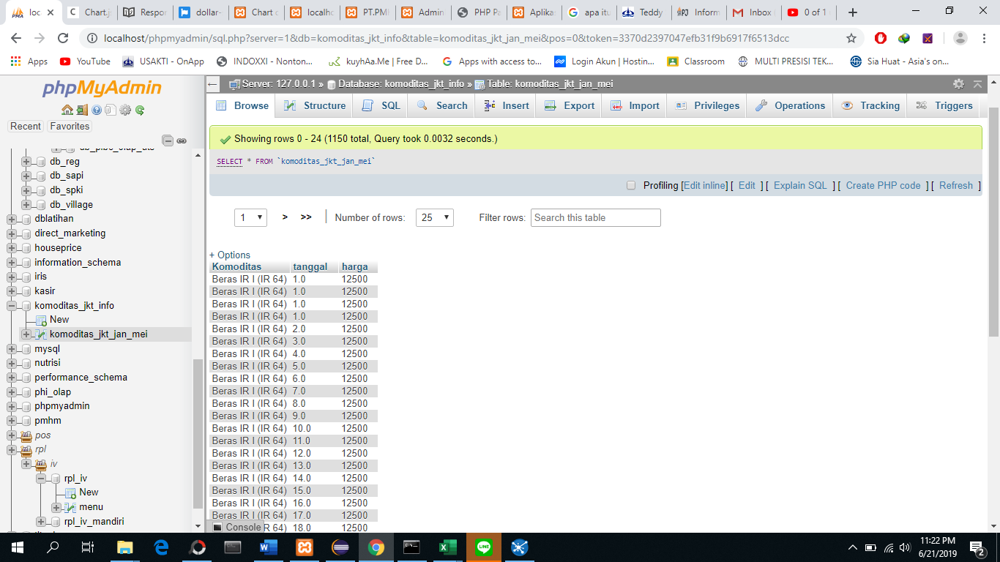 loc
Chart.j
Respor
dollar-
Chart c
localho
PT.PMI
Admin
PHP Pa
Aplika
apa itu
Teddy
Inform
Inbox (
0 of 1
localhost/phpmyadmin/sql.php?server=1&db=komoditas_jkt_info&table=komoditas_jkt_jan_mei&pos=0&token=3370d2397047efb31f9b6917f6513dcc
Apps YouTube USAKTI - OnApp INDOXXI - Nonton... kuyhAa.Me | Free D... Apps with access to... Login Akun | Hostin... Classroom MULTI PRESISI TEK... Sia Huat - Asia's on...
phpMyAdmin
Recent Favorites
db_reg
db_sapi
db_spki
db_village
dblatihan
direct_marketing
houseprice
information_schema
iris
kasir
komoditas_jkt_info
New
komoditas_jkt_jan_mei
mysql
nutrisi
performance_schema
phi_olap
phpmyadmin
pmhm
pos
rpl
iv
rpl_iv
New
menu
rpl_iv_mandiri
Server: 127.0.0.1 » Database: komoditas_jkt_info » Table: komoditas_jkt_jan_mei
Browse Structure SQL Search Insert Export Import Privileges Operations Tracking Triggers
Showing rows 0 - 24 (1150 total, Query took 0.0032 seconds.)
SELECT * FROM `komoditas_jkt_jan_mei`
Profiling [Edit inline] [ Edit ] [ Explain SQL ] [ Create PHP code ] [ Refresh ]
1 > >> | Number of rows: 25 Filter rows: Search this table
+ Options
Komoditas tanggal harga
Beras IR I (IR 64) 1.0 12500
Beras IR I (IR 64) 1.0 12500
Beras IR I (IR 64) 1.0 12500
Beras IR I (IR 64) 1.0 12500
Beras IR I (IR 64) 2.0 12500
Beras IR I (IR 64) 3.0 12500
Beras IR I (IR 64) 4.0 12500
Beras IR I (IR 64) 5.0 12500
Beras IR I (IR 64) 6.0 12500
Beras IR I (IR 64) 7.0 12500
Beras IR I (IR 64) 8.0 12500
Beras IR I (IR 64) 9.0 12500
Beras IR I (IR 64) 10.0 12500
Beras IR I (IR 64) 11.0 12500
Beras IR I (IR 64) 12.0 12500
Beras IR I (IR 64) 13.0 12500
Beras IR I (IR 64) 14.0 12500
Beras IR I (IR 64) 15.0 12500
Beras IR I (IR 64) 16.0 12500
Beras IR I (IR 64) 17.0 12500
R I (IR 64) 18.0 12500
Console
11:22 PM
6/21/2019
2